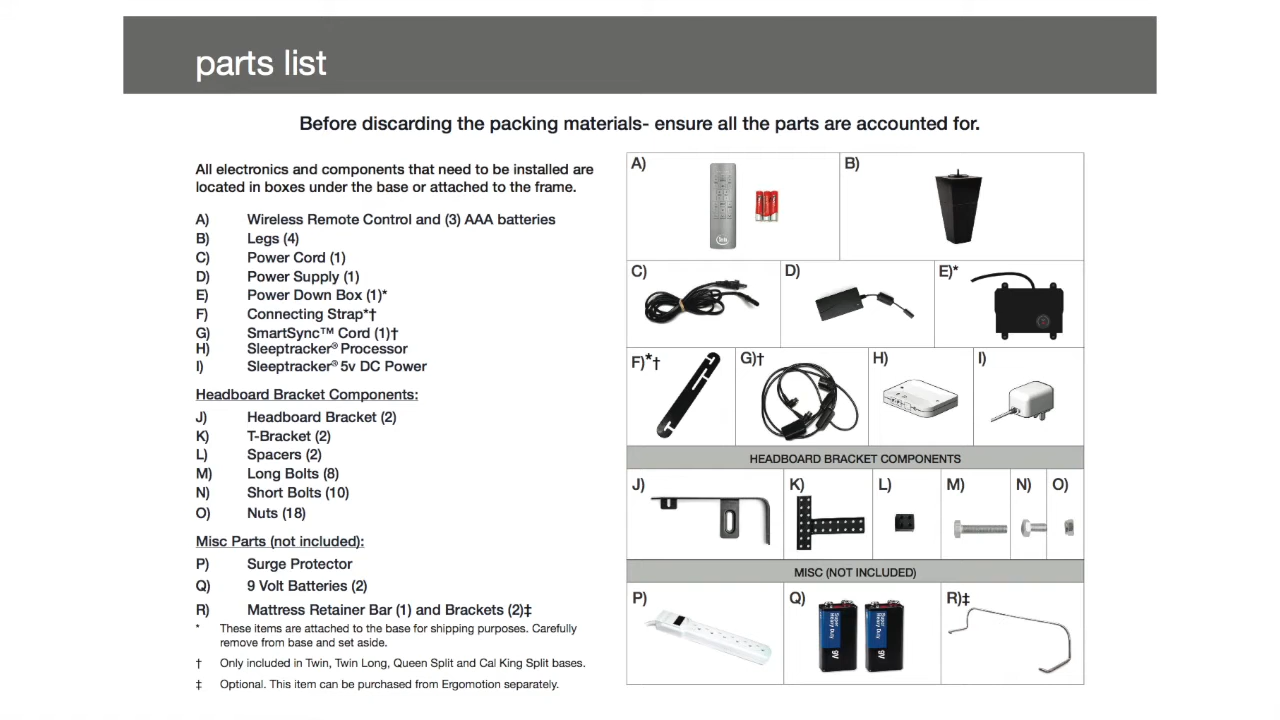 parts list
Before discarding the packing materials- ensure all the parts are accounted for.
All electronics and components that need to be installed are
located in boxes under the base or attached to the frame.
A) Wireless Remote Control and (3) AAA batteries
B) Legs (4)
C) Power Cord (1)
D) Power Supply (1)
E) Power Down Box (1)*
F) Connecting Strap*†
G) SmartSync™ Cord (1)†
H) Sleeptracker® Processor
I) Sleeptracker® 5v DC Power
Headboard Bracket Components:
J) Headboard Bracket (2)
K) T-Bracket (2)
L) Spacers (2)
M) Long Bolts (8)
N) Short Bolts (10)
O) Nuts (18)
Misc Parts (not included):
P) Surge Protector
Q) 9 Volt Batteries (2)
R) Mattress Retainer Bar (1) and Brackets (2)‡
* These items are attached to the base for shipping purposes. Carefully
remove from base and set aside.
† Only included in Twin, Twin Long, Queen Split and Cal King Split bases.
‡ Optional. This item can be purchased from Ergomotion separately.
A) B)
C) D) E)*
F)*† G)† H) I)
HEADBOARD BRACKET COMPONENTS
J) K) L) M) N) O)
MISC (NOT INCLUDED)
P) Q) R)‡
Super Heavy Duty 9V
Super Heavy Duty 9V